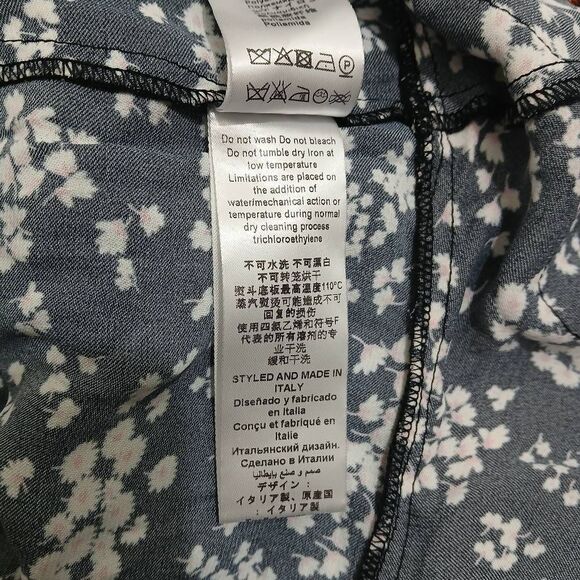 Poliamida
P
Do not wash Do not bleach
Do not tumble dry Iron at
low temperature
Limitations are placed on
the addition of
water/mechanical action or
temperature during normal
dry cleaning process
trichloroethylene
不可水洗 不可漂白
不可转笼烘干
熨斗底板最高温度110°C
蒸汽熨烫可能造成不可
回复的损伤
使用四氯乙烯和符号F
代表的所有溶剂的专
业干洗
缓和干洗
STYLED AND MADE IN
ITALY
Diseñado y fabricado
en Italia
Conçu et fabriqué en
Italie
Итальянский дизайн.
Сделано в Италии
صمم و صنع بإيطاليا
デザイン：
イタリア製、原産国
：イタリア製